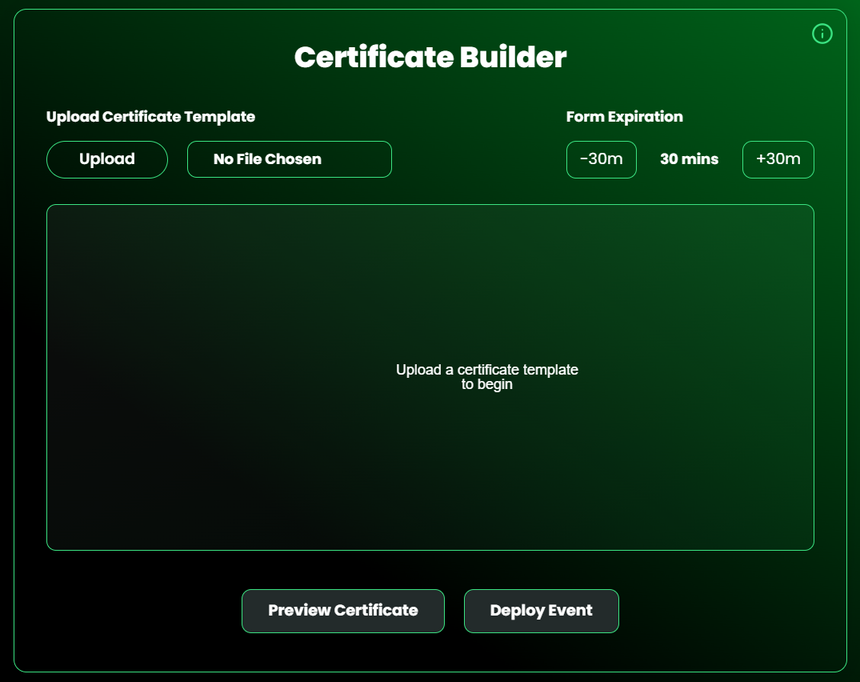 Certificate Builder
Upload Certificate Template
Form Expiration
Upload
No File Chosen
-30m
30 mins
+30m
Upload a certificate template
to begin
Preview Certificate
Deploy Event